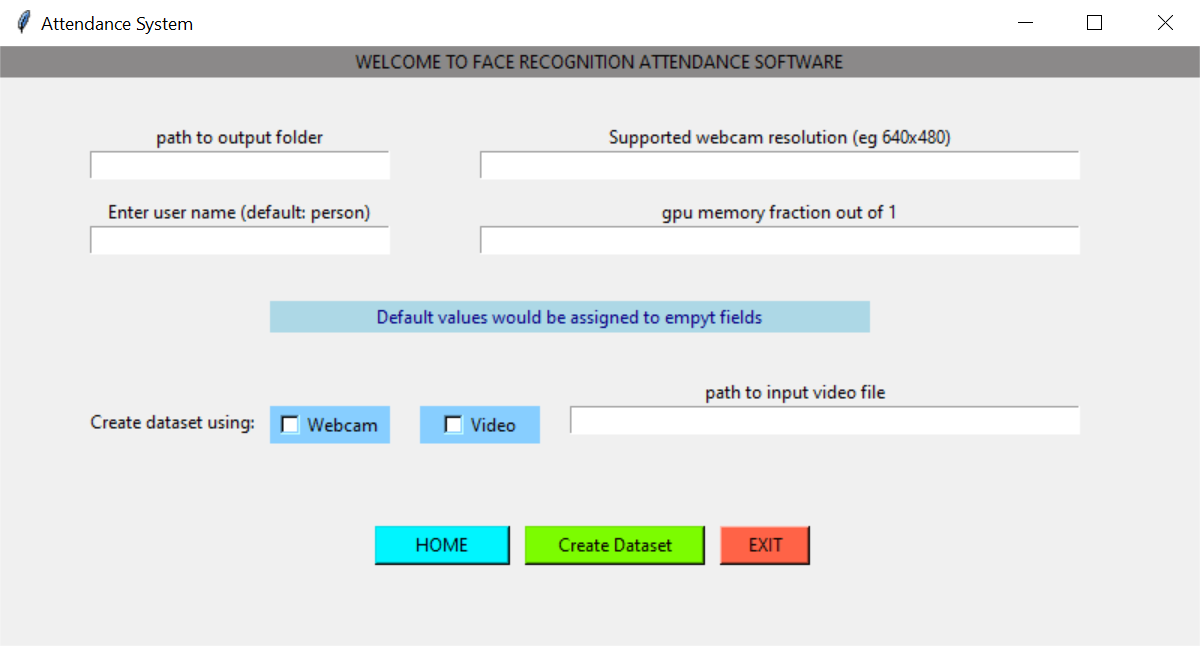 Attendance System
WELCOME TO FACE RECOGNITION ATTENDANCE SOFTWARE
path to output folder
Supported webcam resolution (eg 640x480)
Enter user name (default: person)
gpu memory fraction out of 1
Default values would be assigned to empyt fields
path to input video file
Create dataset using:
Webcam
Video
HOME
Create Dataset
EXIT